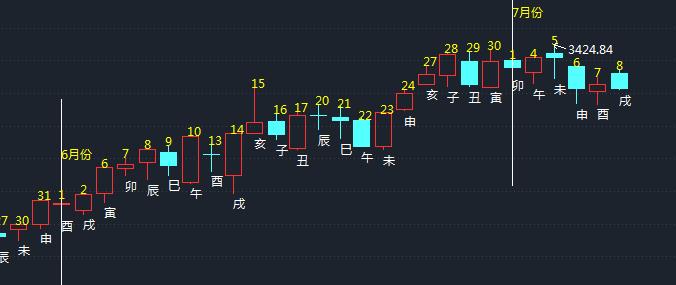 7月份
5
3424.84
28
29
30
27
1
4
6
7
8
卯
午
未
申
酉
戌
24
亥
子
丑
寅
申
15
16
17
20
21
22
23
亥
子
丑
辰
巳
午
未
6月份
6
7
8
9
10
13
14
卯
辰
巳
午
酉
戌
31
1
2
寅
27
30
申
酉
戌
辰
未